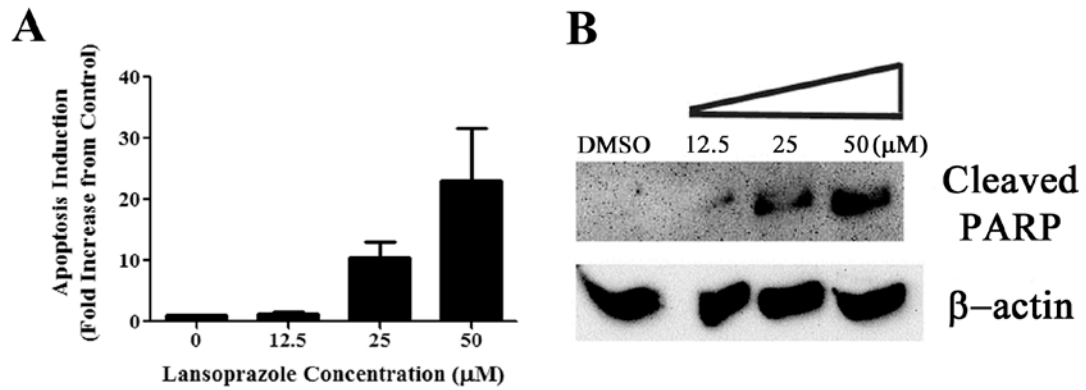 A
Apoptosis Induction
(Fold Increase from Control)
40
30
20
10
0
0 12.5 25 50
Lansoprazole Concentration (μM)
B
DMSO 12.5 25 50 (μM)
Cleaved
PARP
β-actin